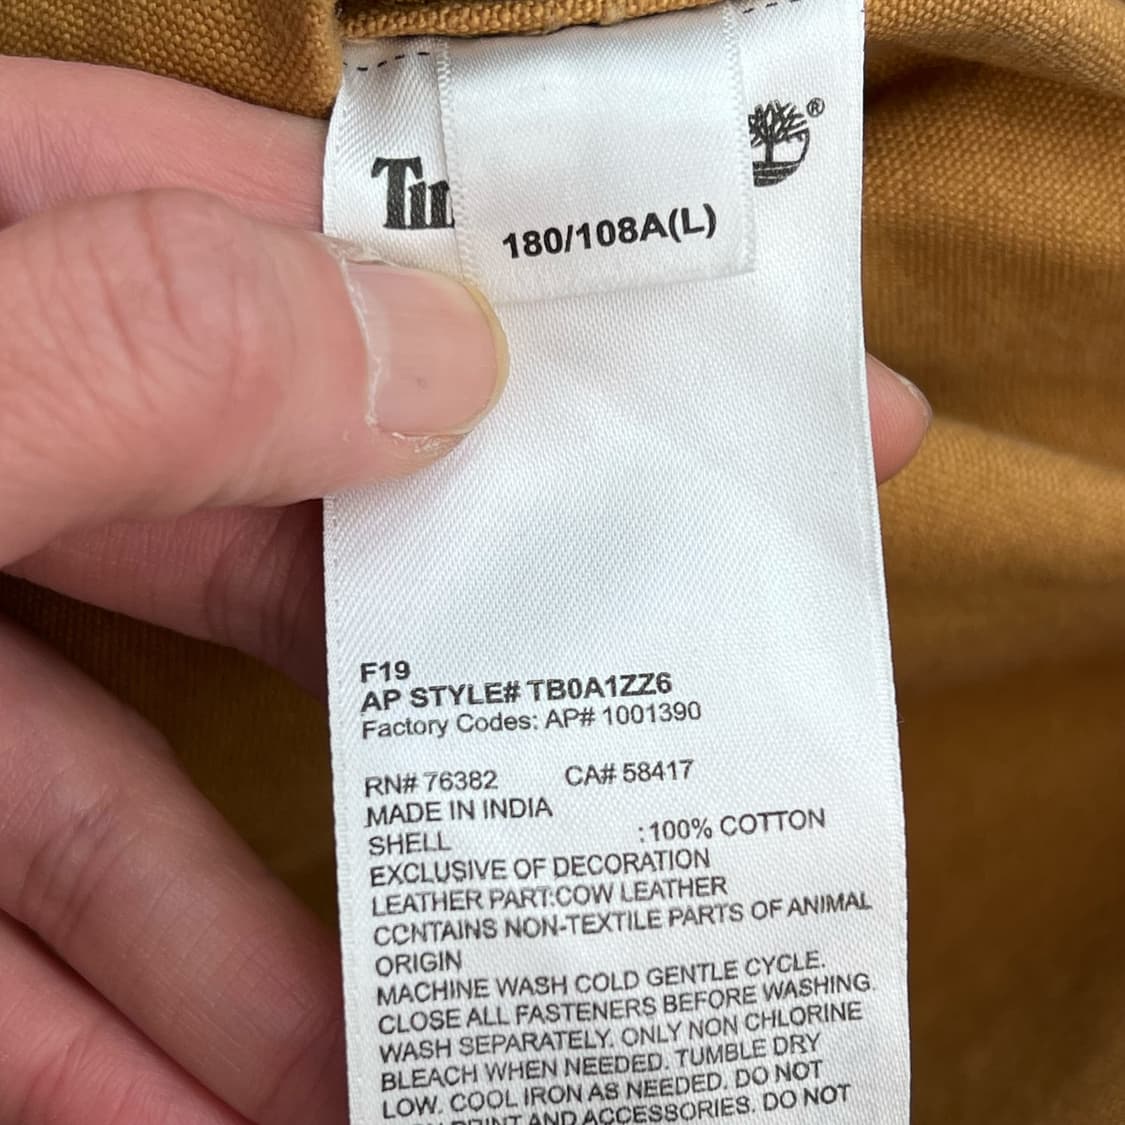 180/108A(L)
F19
AP STYLE# TB0A1ZZ6
Factory Codes: AP# 1001390
RN# 76382 CA# 58417
MADE IN INDIA
SHELL :100% COTTON
EXCLUSIVE OF DECORATION
LEATHER PART:COW LEATHER
CONTAINS NON-TEXTILE PARTS OF ANIMAL
ORIGIN
MACHINE WASH COLD GENTLE CYCLE.
CLOSE ALL FASTENERS BEFORE WASHING.
WASH SEPARATELY. ONLY NON CHLORINE
BLEACH WHEN NEEDED. TUMBLE DRY
LOW. COOL IRON AS NEEDED. DO NOT
PRINT AND ACCESSORIES. DO NOT